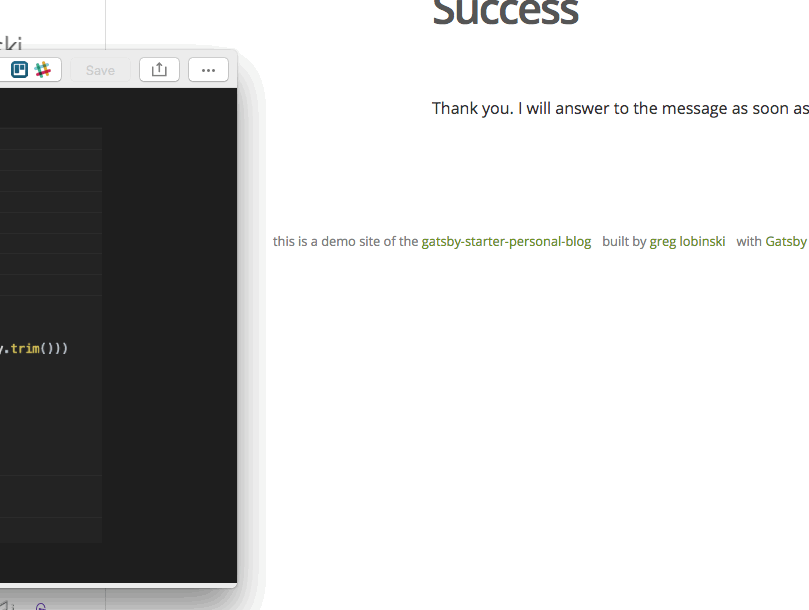 Success
Save
Thank you. I will answer to the message as soon as
this is a demo site of the gatsby-starter-personal-blog built by greg lobinski with Gatsby
.trim()))